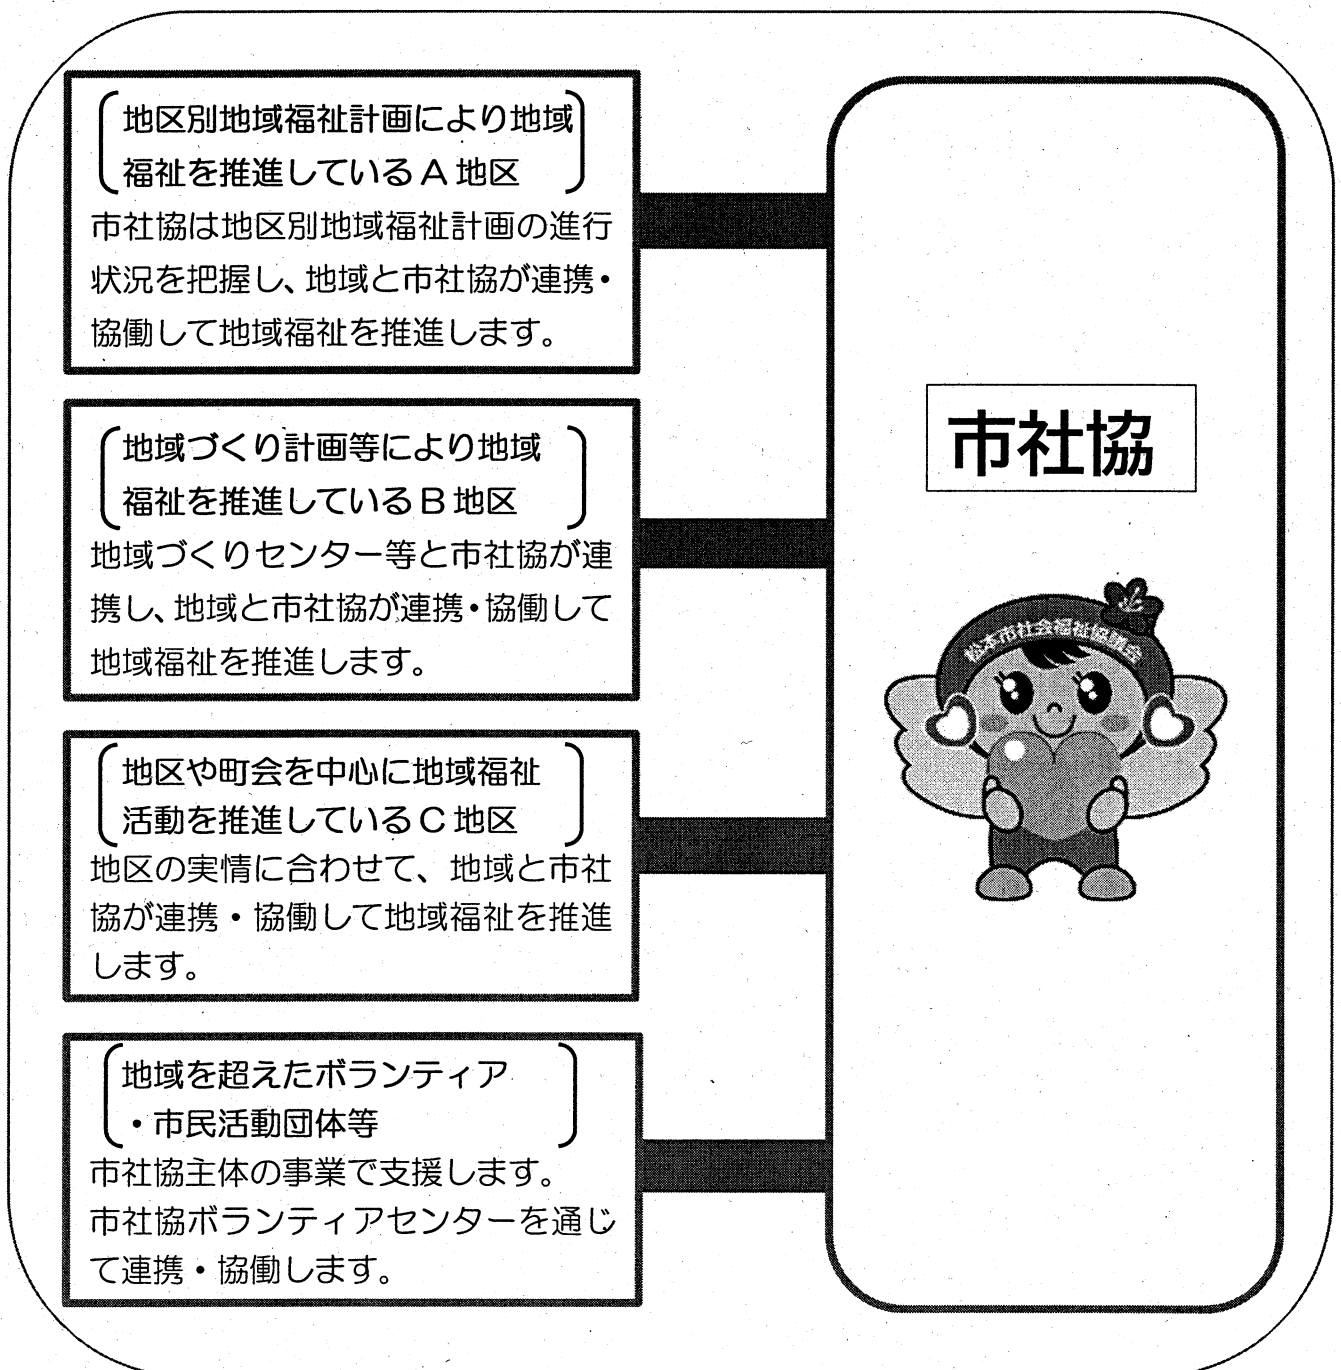 地区別地域福祉計画により地域
福祉を推進しているA地区
市社協は地区別地域福祉計画の進行
状況を把握し、地域と市社協が連携・
協働して地域福祉を推進します。
地域づくり計画等により地域
福祉を推進しているB地区
地域づくりセンター等と市社協が連
携し、地域と市社協が連携・協働して
地域福祉を推進します。
地区や町会を中心に地域福祉
活動を推進しているC地区
地区の実情に合わせて、地域と市社
協が連携・協働して地域福祉を推進
します。
地域を超えたボランティア
・市民活動団体等
市社協主体の事業で支援します。
市社協ボランティアセンターを通じ
て連携・協働します。
市社協
松本市社会福祉協議会